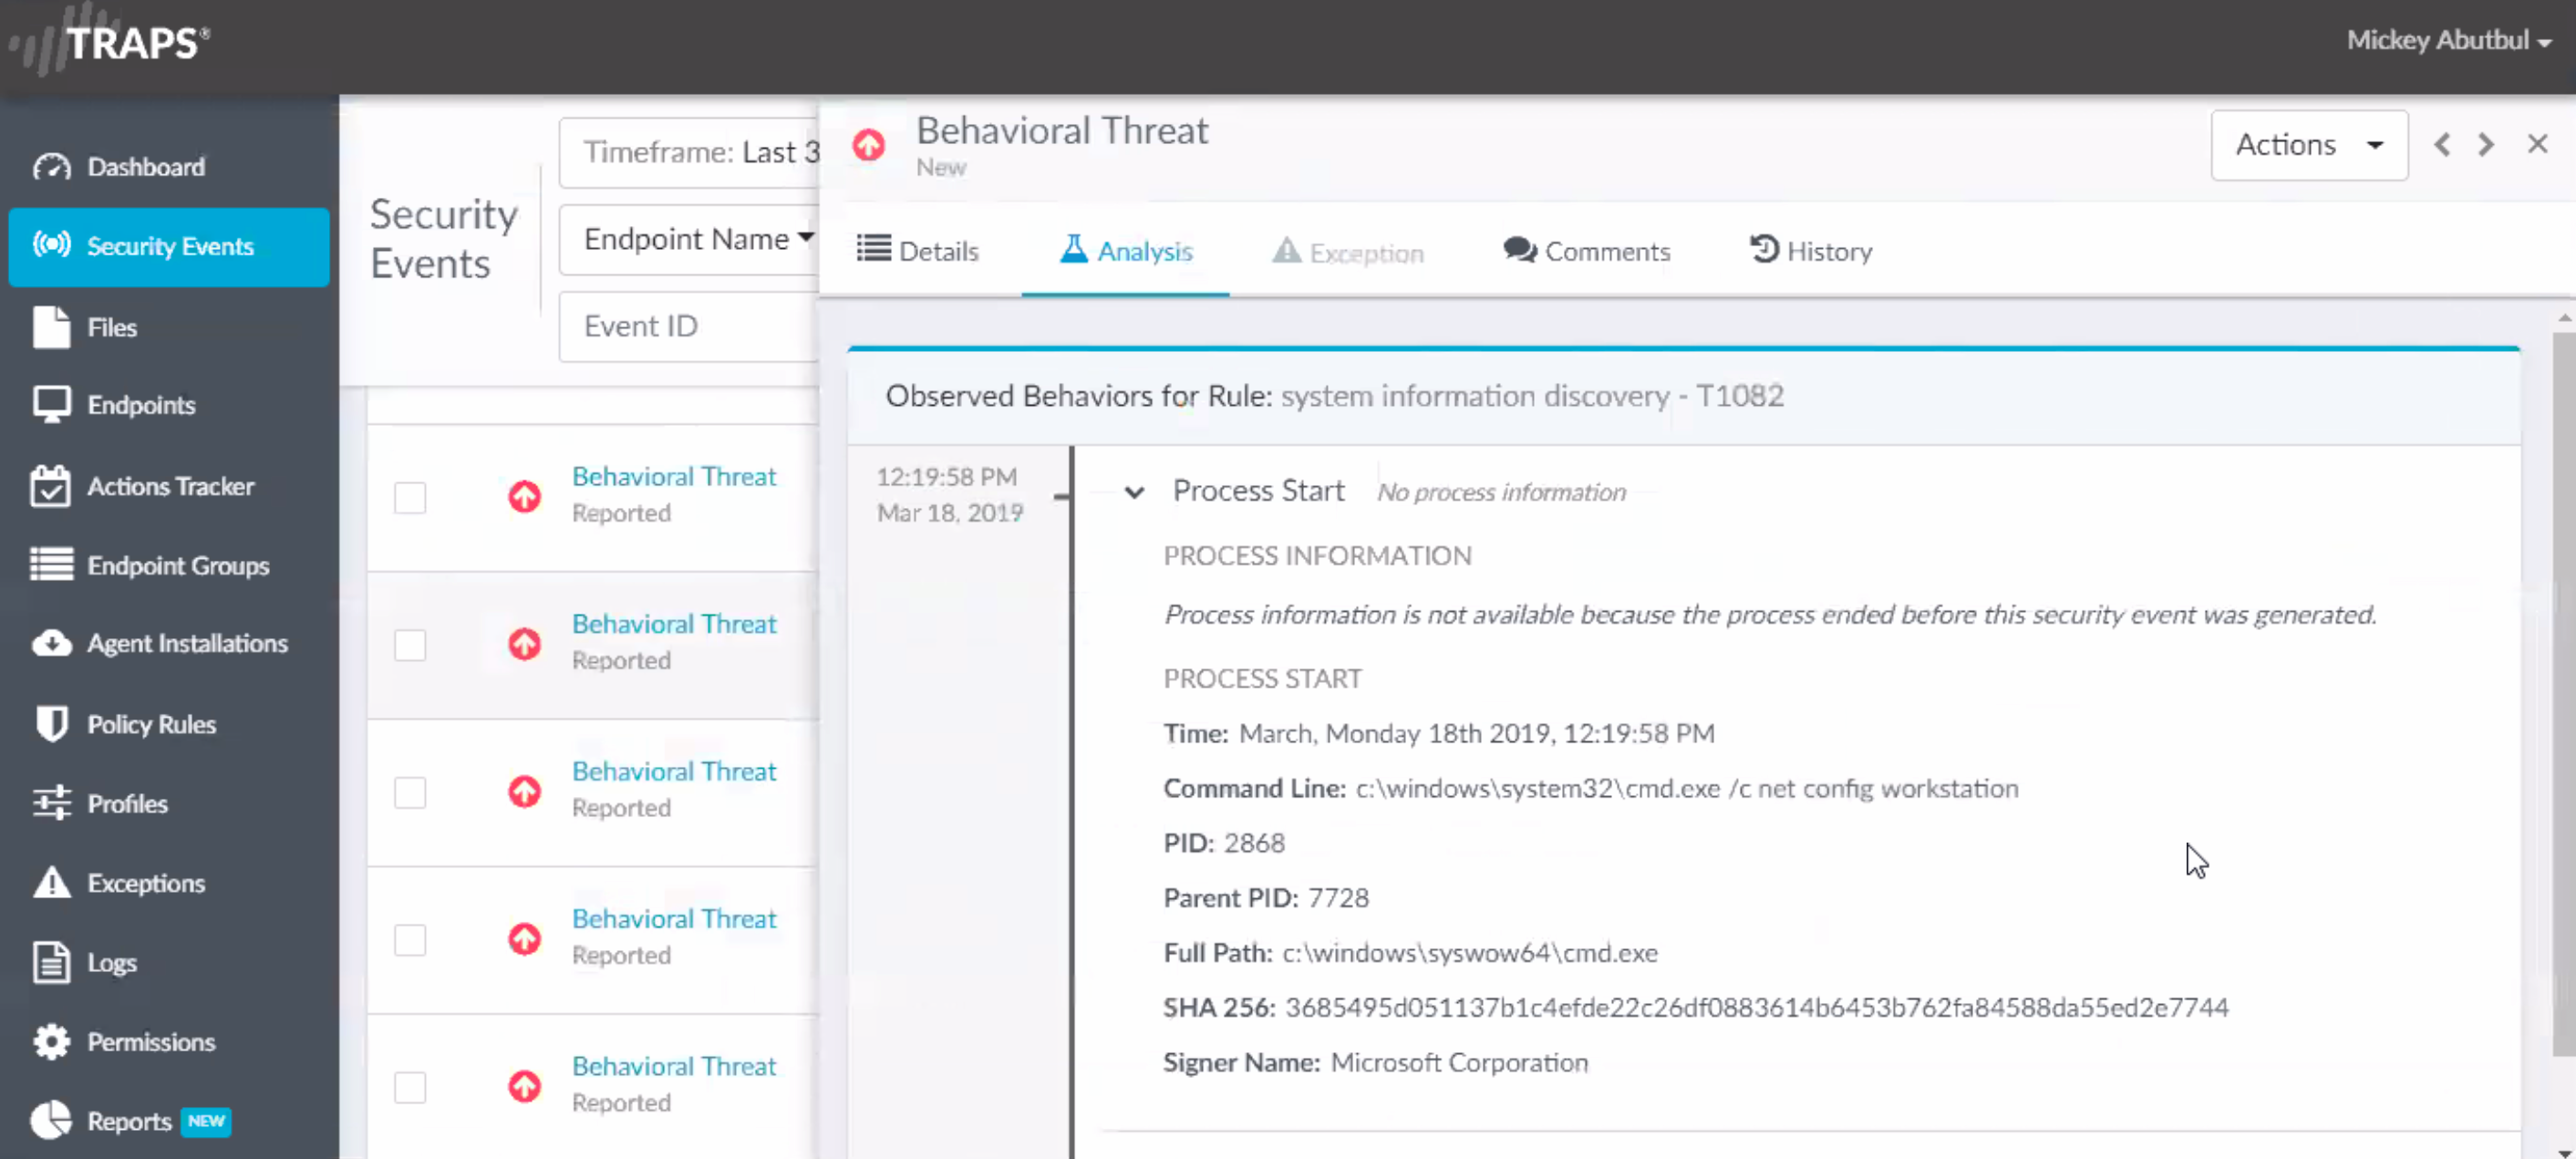 TRAPS®
Mickey Abutbul
Dashboard
Security Events
Files
Endpoints
Actions Tracker
Endpoint Groups
Agent Installations
Policy Rules
Profiles
Exceptions
Logs
Permissions
Reports NEW
Security
Events
Timeframe: Last 3
Endpoint Name
Event ID
Behavioral Threat
Reported
Behavioral Threat
Reported
Behavioral Threat
Reported
Behavioral Threat
Reported
Behavioral Threat
Reported
Behavioral Threat
New
Actions
Details
Analysis
Exception
Comments
History
Observed Behaviors for Rule: system information discovery - T1082
12:19:58 PM
Mar 18, 2019
Process Start No process information
PROCESS INFORMATION
Process information is not available because the process ended before this security event was generated.
PROCESS START
Time: March, Monday 18th 2019, 12:19:58 PM
Command Line: c:\windows\system32\cmd.exe /c net config workstation
PID: 2868
Parent PID: 7728
Full Path: c:\windows\syswow64\cmd.exe
SHA 256: 3685495d051137b1c4efde22c26df0883614b6453b762fa84588da55ed2e7744
Signer Name: Microsoft Corporation